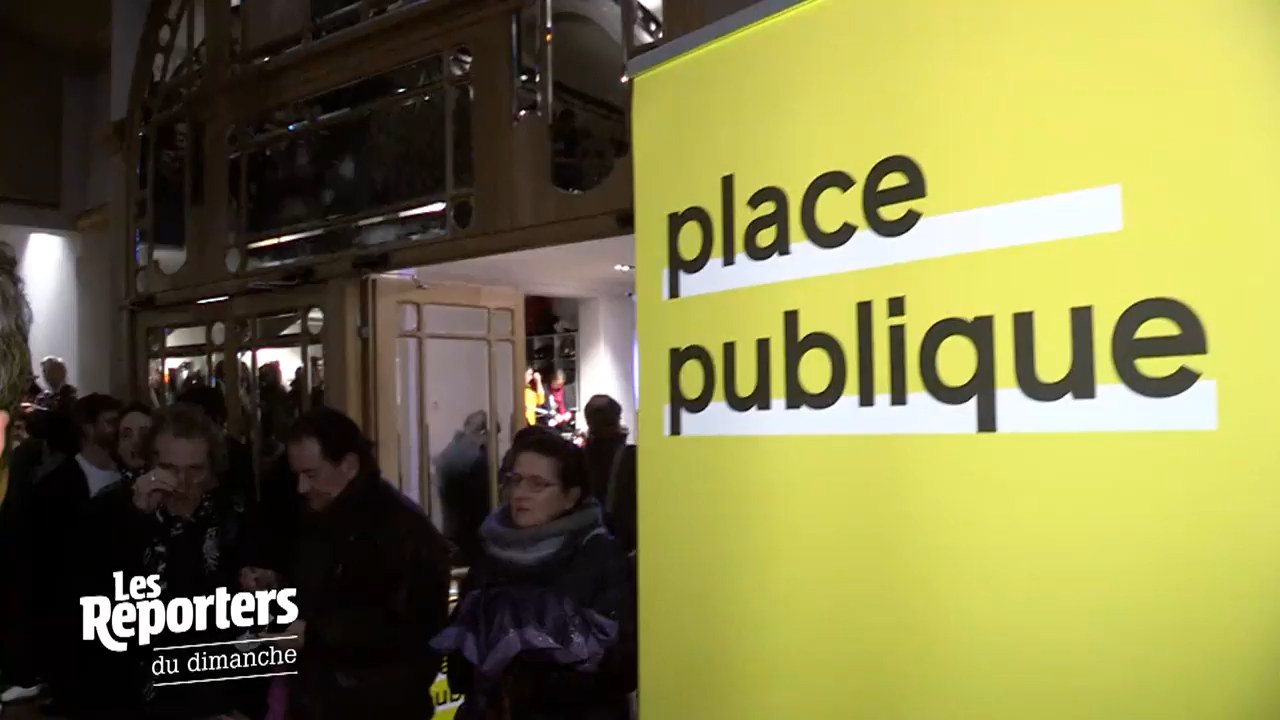 place
publique
Les
Reporters
du dimanche